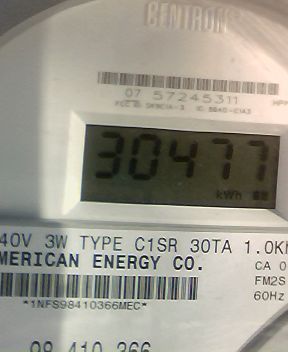 CENTRON
07 57245311
30477
kWh
40V 3W TYPE C1SR 30TA 1.0K
MERICAN ENERGY CO.
CA 0
FM2S
60Hz
*1NFS98410366MEC*
98 410 366